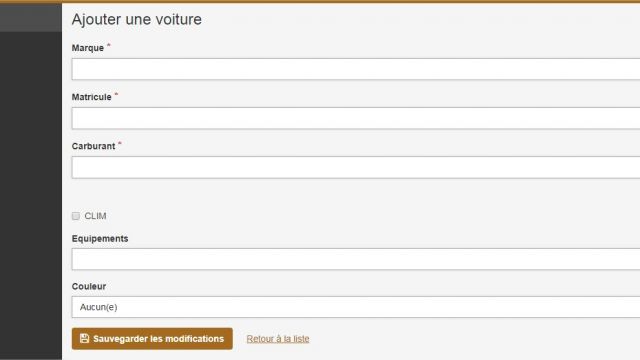 Ajouter une voiture
Marque *
Matricule *
Carburant *
CLIM
Equipements
Couleur
Aucun(e)
Sauvegarder les modifications Retour à la liste